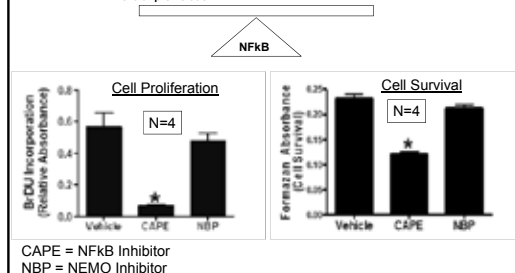 NFkB
Cell Proliferation
N=4
BrDU Incorporation
(Relative Absorbance)
0.8
0.6
0.4
0.2
0.0
★
Vehicle CAPE NBP
Cell Survival
N=4
Formazan Absorbance
(Cell Survival)
0.25
0.20
0.15
0.10
0.05
0.00
★
Vehicle CAPE NBP
CAPE = NFkB Inhibitor
NBP = NEMO Inhibitor